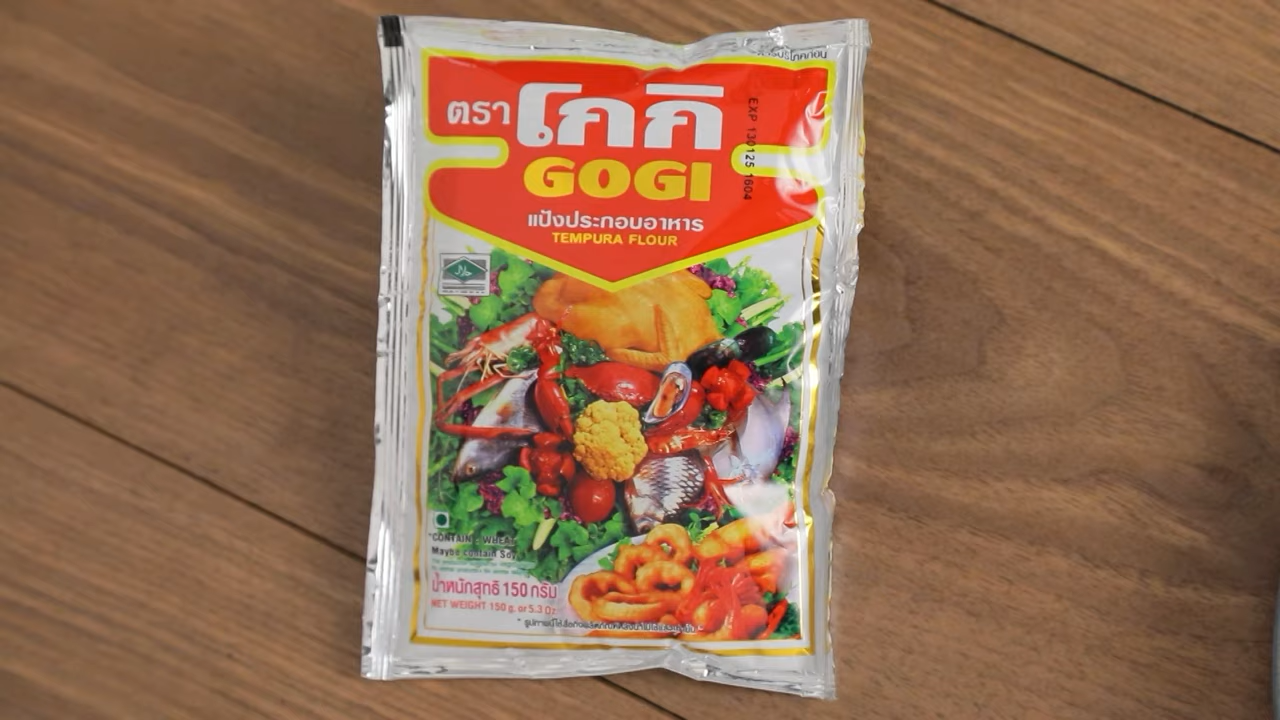 ตรา โกกิ
GOGI
แป้งประกอบอาหาร
TEMPURA FLOUR
EXP 130125 1604
"CONTAIN : WHEAT
Maybe contain Soy
น้ำหนักสุทธิ 150 กรัม
NET WEIGHT 150 g. or 5.3 Oz.